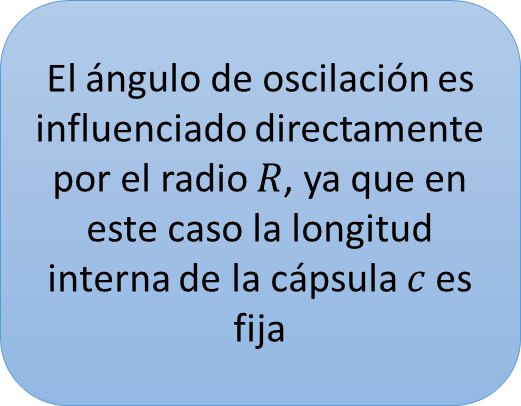 El ángulo de oscilación es
influenciado directamente
por el radio R, ya que en
este caso la longitud
interna de la cápsula c es
fija